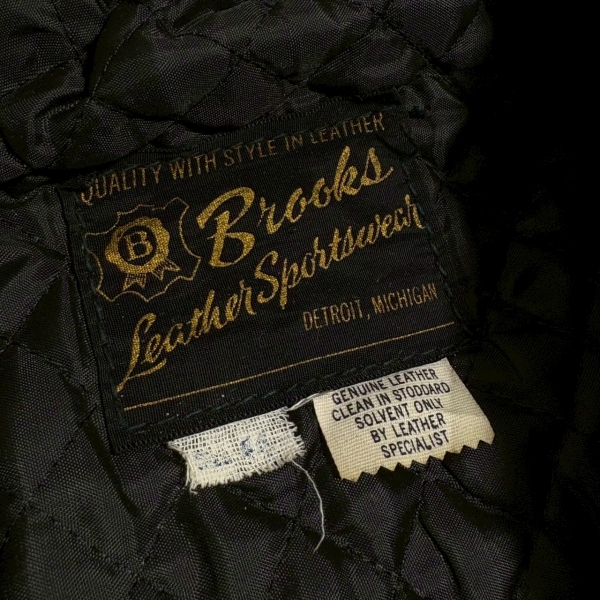 QUALITY WITH STYLE IN LEATHER
B
Brooks
Leather Sportswear
DETROIT, MICHIGAN
GENUINE LEATHER
CLEAN IN STODDARD
SOLVENT ONLY
BY LEATHER
SPECIALIST